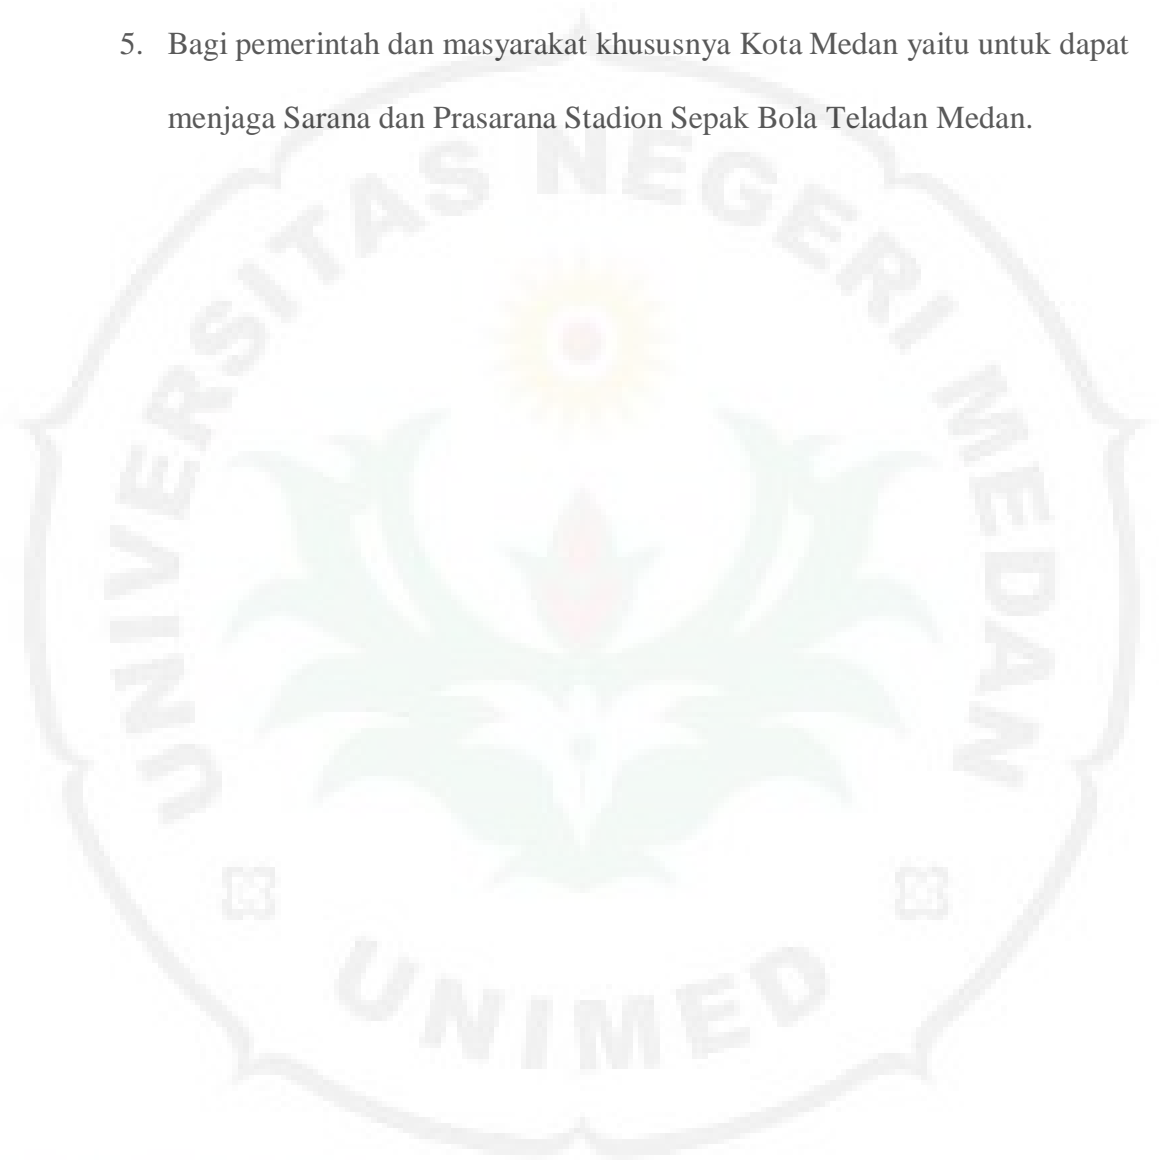 5. Bagi pemerintah dan masyarakat khususnya Kota Medan yaitu untuk dapat
menjaga Sarana dan Prasarana Stadion Sepak Bola Teladan Medan.
UNIVERSITAS NEGERI MEDAN
UNIMED